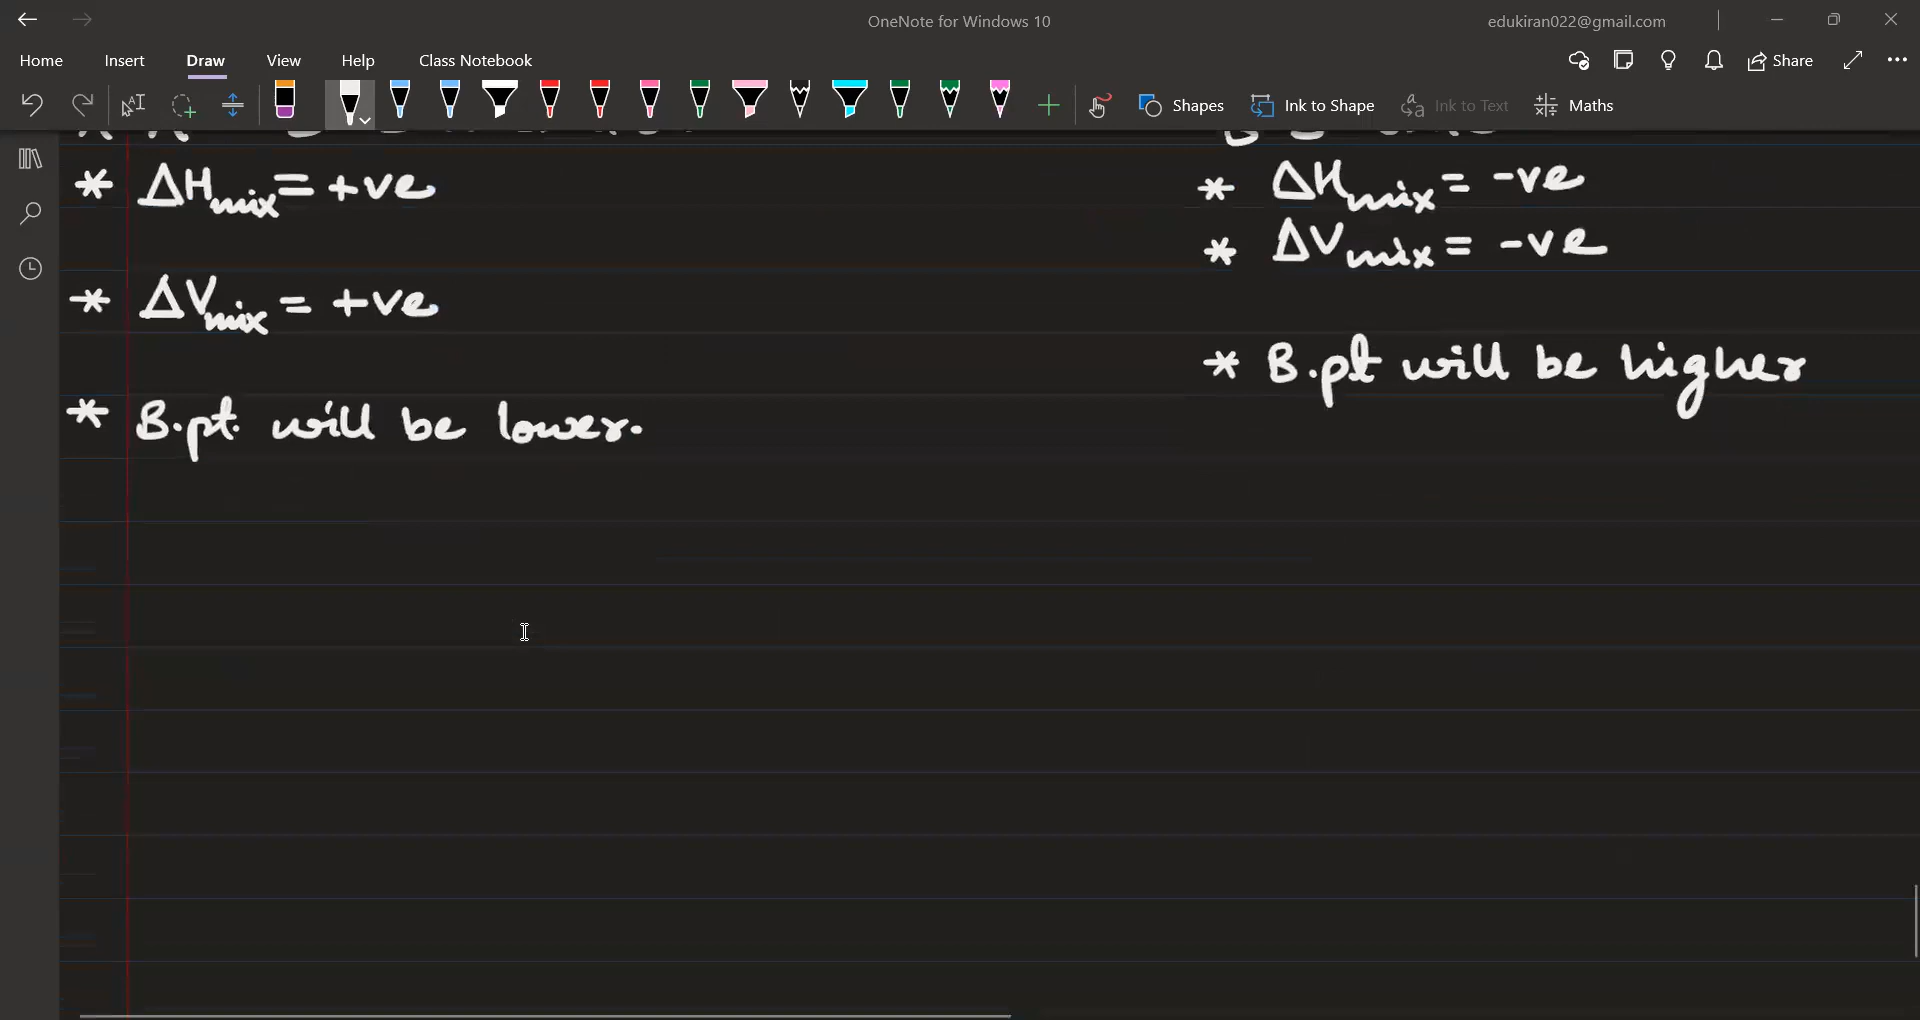 OneNote for Windows 10
edukiran022@gmail.com
Home Insert Draw View Help Class Notebook
Share
Shapes Ink to Shape Ink to Text Maths
* ΔHmix = +ve
* ΔVmix = +ve
* B.pt. will be lower.
* ΔHmix = -ve
* ΔVmix = -ve
* B.pt will be higher